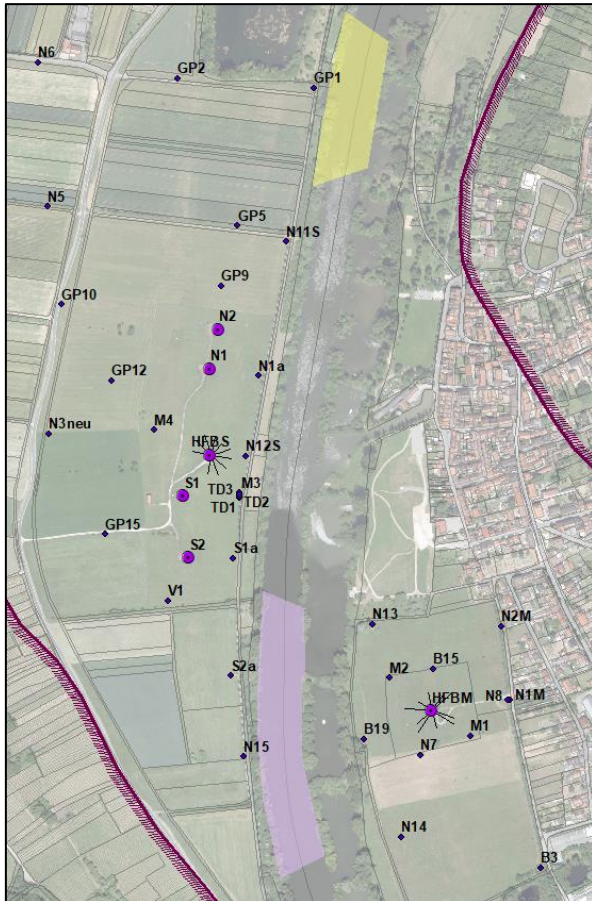 N6
GP2
GP1
N5
GP5
N11S
GP9
GP10
N2
N1
N1a
GP12
M4
N3neu
HFBS
N12S
S1
TD3
M3
TD1
TD2
GP15
S2
S1a
V1
N13
N2M
S2a
M2
B15
HFBM
N8
N1M
B19
M1
N15
N7
N14
B3